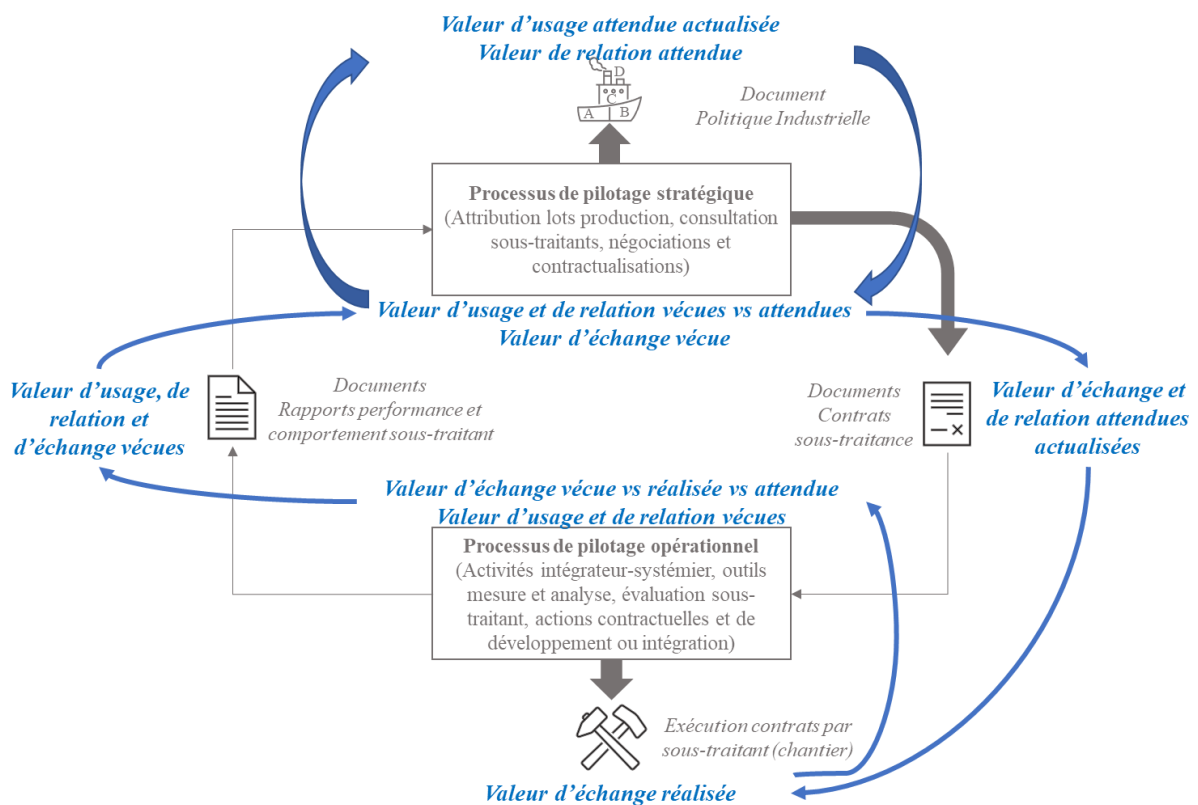 Valeur d'usage attendue actualisée
Valeur de relation attendue
D
C
A B
Document
Politique Industrielle
Processus de pilotage stratégique
(Attribution lots production, consultation
sous-traitants, négociations et
contractualisations)
Valeur d'usage et de relation vécues vs attendues
Valeur d'échange vécue
Valeur d'usage, de
relation et
d'échange vécues
Documents
Rapports performance et
comportement sous-traitant
Documents
Contrats
sous-traitance
Valeur d'échange et
de relation attendues
actualisées
Valeur d'échange vécue vs réalisée vs attendue
Valeur d'usage et de relation vécues
Processus de pilotage opérationnel
(Activités intégrateur-systémier, outils
mesure et analyse, évaluation sous-
traitant, actions contractuelles et de
développement ou intégration)
Exécution contrats par
sous-traitant (chantier)
Valeur d'échange réalisée